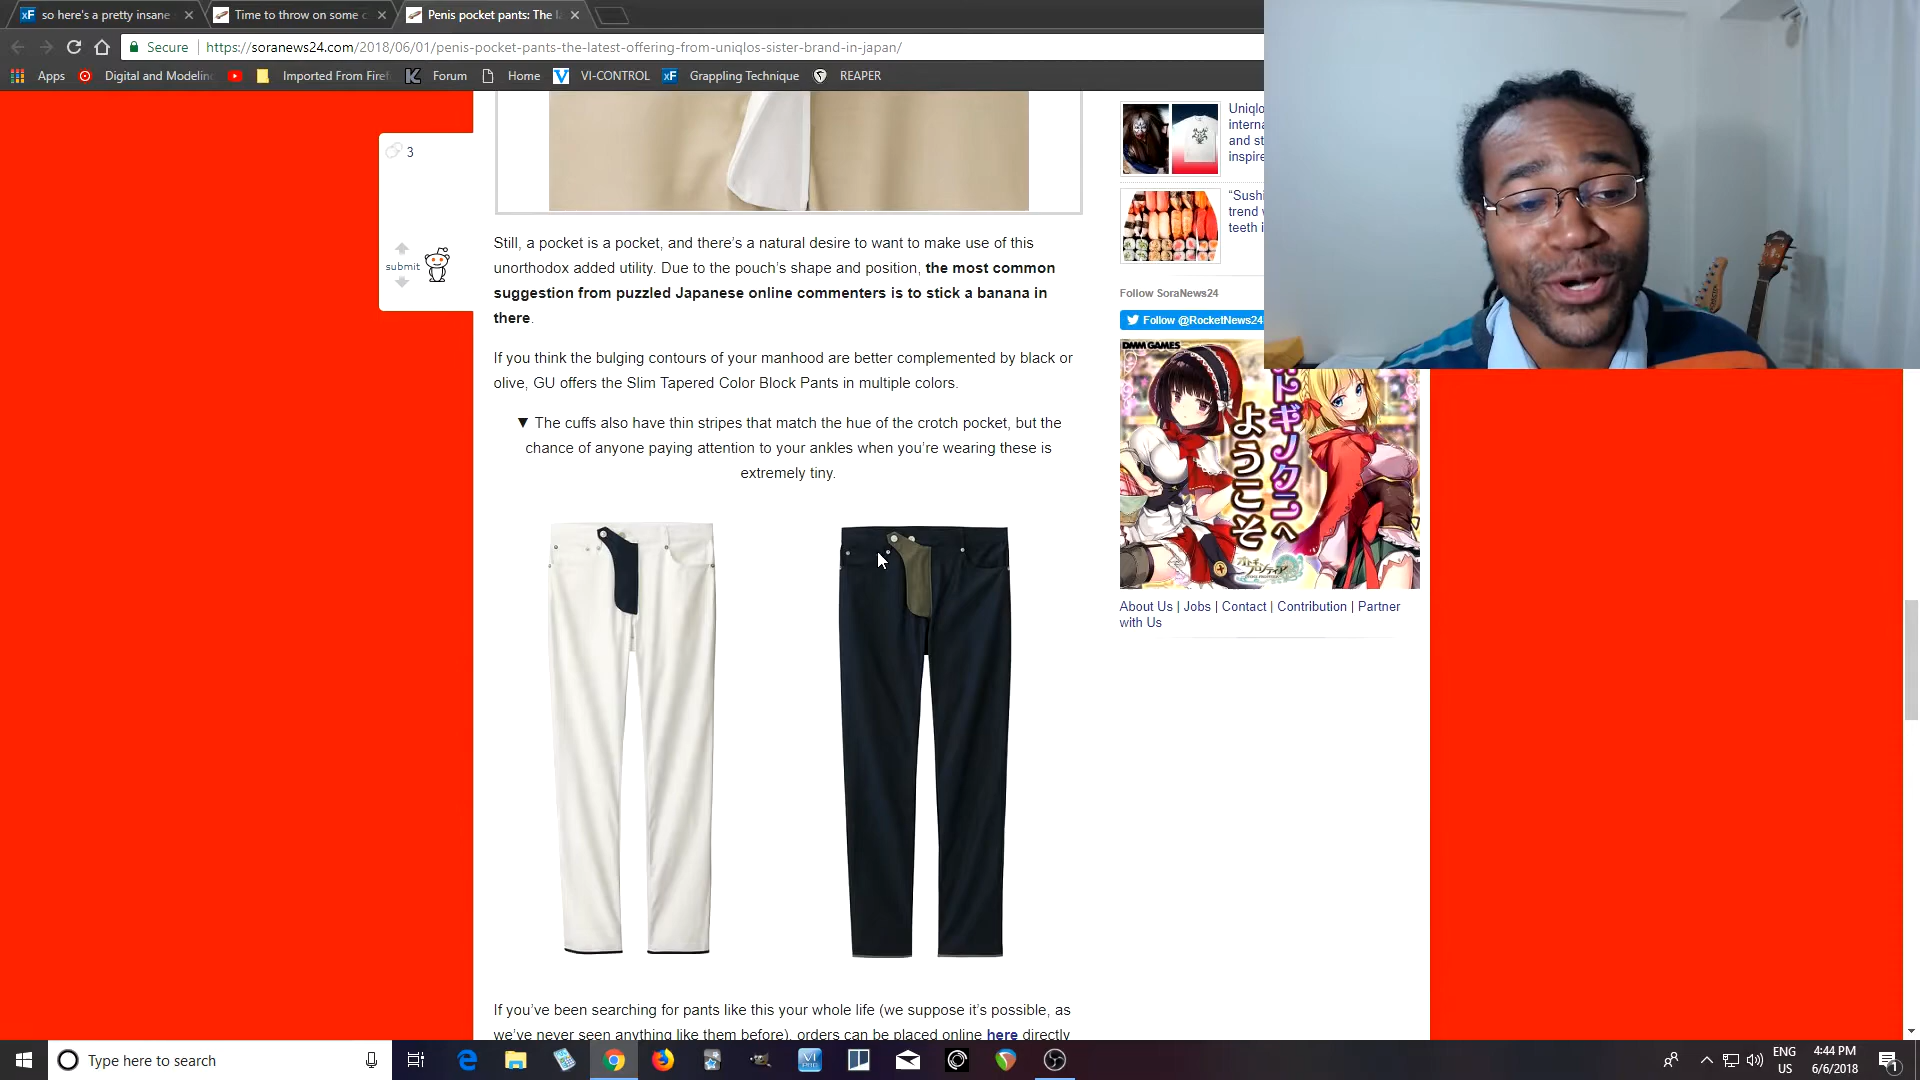 so here's a pretty insane
Time to throw on some c
Penis pocket pants: The l
Secure
https://soranews24.com/2018/06/01/penis-pocket-pants-the-latest-offering-from-uniqlos-sister-brand-in-japan/
Apps
Digital and Modelin
Imported From Firef
Forum
Home
VI-CONTROL
Grappling Technique
REAPER
3
submit
Still, a pocket is a pocket, and there's a natural desire to want to make use of this
unorthodox added utility. Due to the pouch's shape and position, the most common
suggestion from puzzled Japanese online commenters is to stick a banana in
there.
If you think the bulging contours of your manhood are better complemented by black or
olive, GU offers the Slim Tapered Color Block Pants in multiple colors.
▼ The cuffs also have thin stripes that match the hue of the crotch pocket, but the
chance of anyone paying attention to your ankles when you're wearing these is
extremely tiny.
If you've been searching for pants like this your whole life (we suppose it's possible, as
we've never seen anything like them before), orders can be placed online here directly
Uniqlo
interna
and st
inspire
"Sushi
trend
teeth i
Follow SoraNews24
Follow @RocketNews24
DMM GAMES
トギノクニへ
ようこそ
About Us | Jobs | Contact | Contribution | Partner
with Us
Type here to search
ENG
US
4:44 PM
6/6/2018